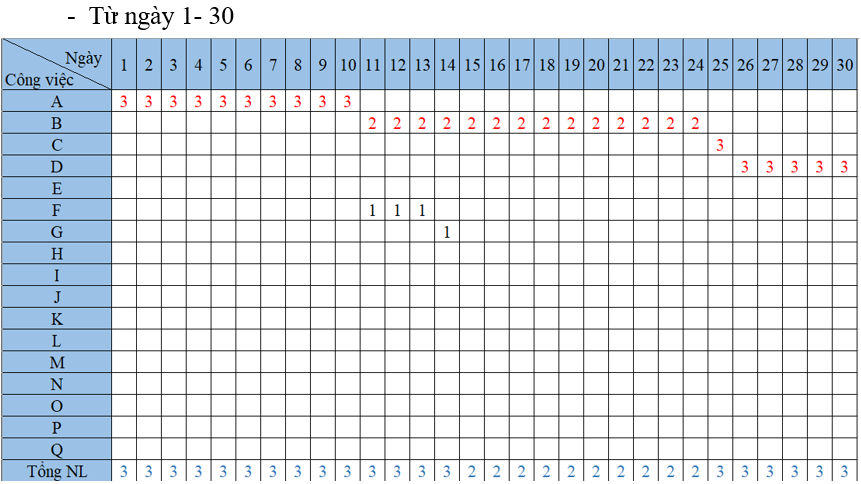 - Từ ngày 1- 30
Ngày
Công việc 1 2 3 4 5 6 7 8 9 10 11 12 13 14 15 16 17 18 19 20 21 22 23 24 25 26 27 28 29 30
A 3 3 3 3 3 3 3 3 3 3
B 2 2 2 2 2 2 2 2 2 2 2 2 2 2
C 3
D 3 3 3 3 3
E
F 1 1 1
G 1
H
I
J
K
L
M
N
O
P
Q
Tổng NL 3 3 3 3 3 3 3 3 3 3 3 3 3 3 2 2 2 2 2 2 2 2 2 2 3 3 3 3 3 3